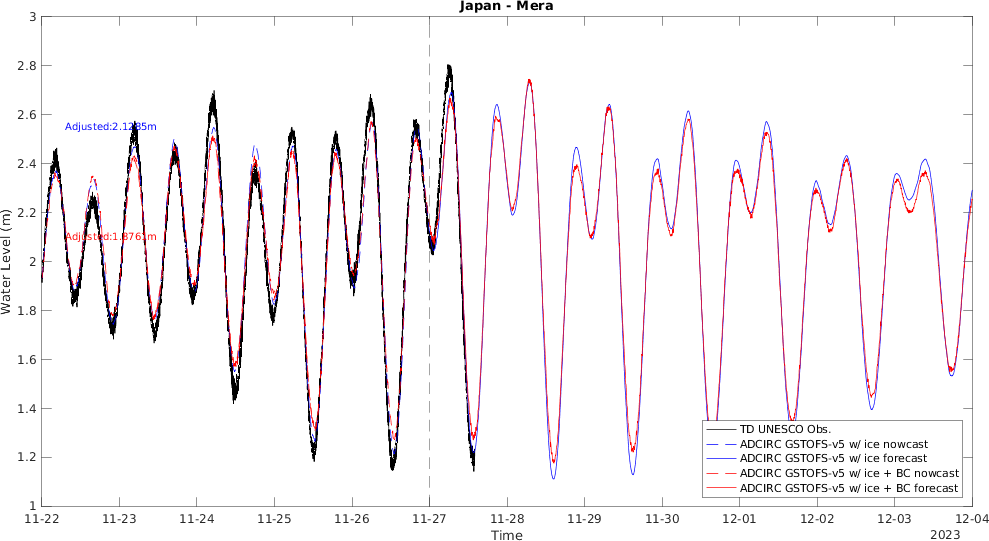 Japan - Mera
3
2.8
2.6
2.4
2.2
2
1.8
1.6
1.4
1.2
1
Water Level (m)
Adjusted:2.1285m
Adjusted:1.8761m
TD UNESCO Obs.
ADCIRC GSTOFS-v5 w/ ice nowcast
ADCIRC GSTOFS-v5 w/ ice forecast
ADCIRC GSTOFS-v5 w/ ice + BC nowcast
ADCIRC GSTOFS-v5 w/ ice + BC forecast
11-22 11-23 11-24 11-25 11-26 11-27 11-28 11-29 11-30 12-01 12-02 12-03 12-04
Time
2023